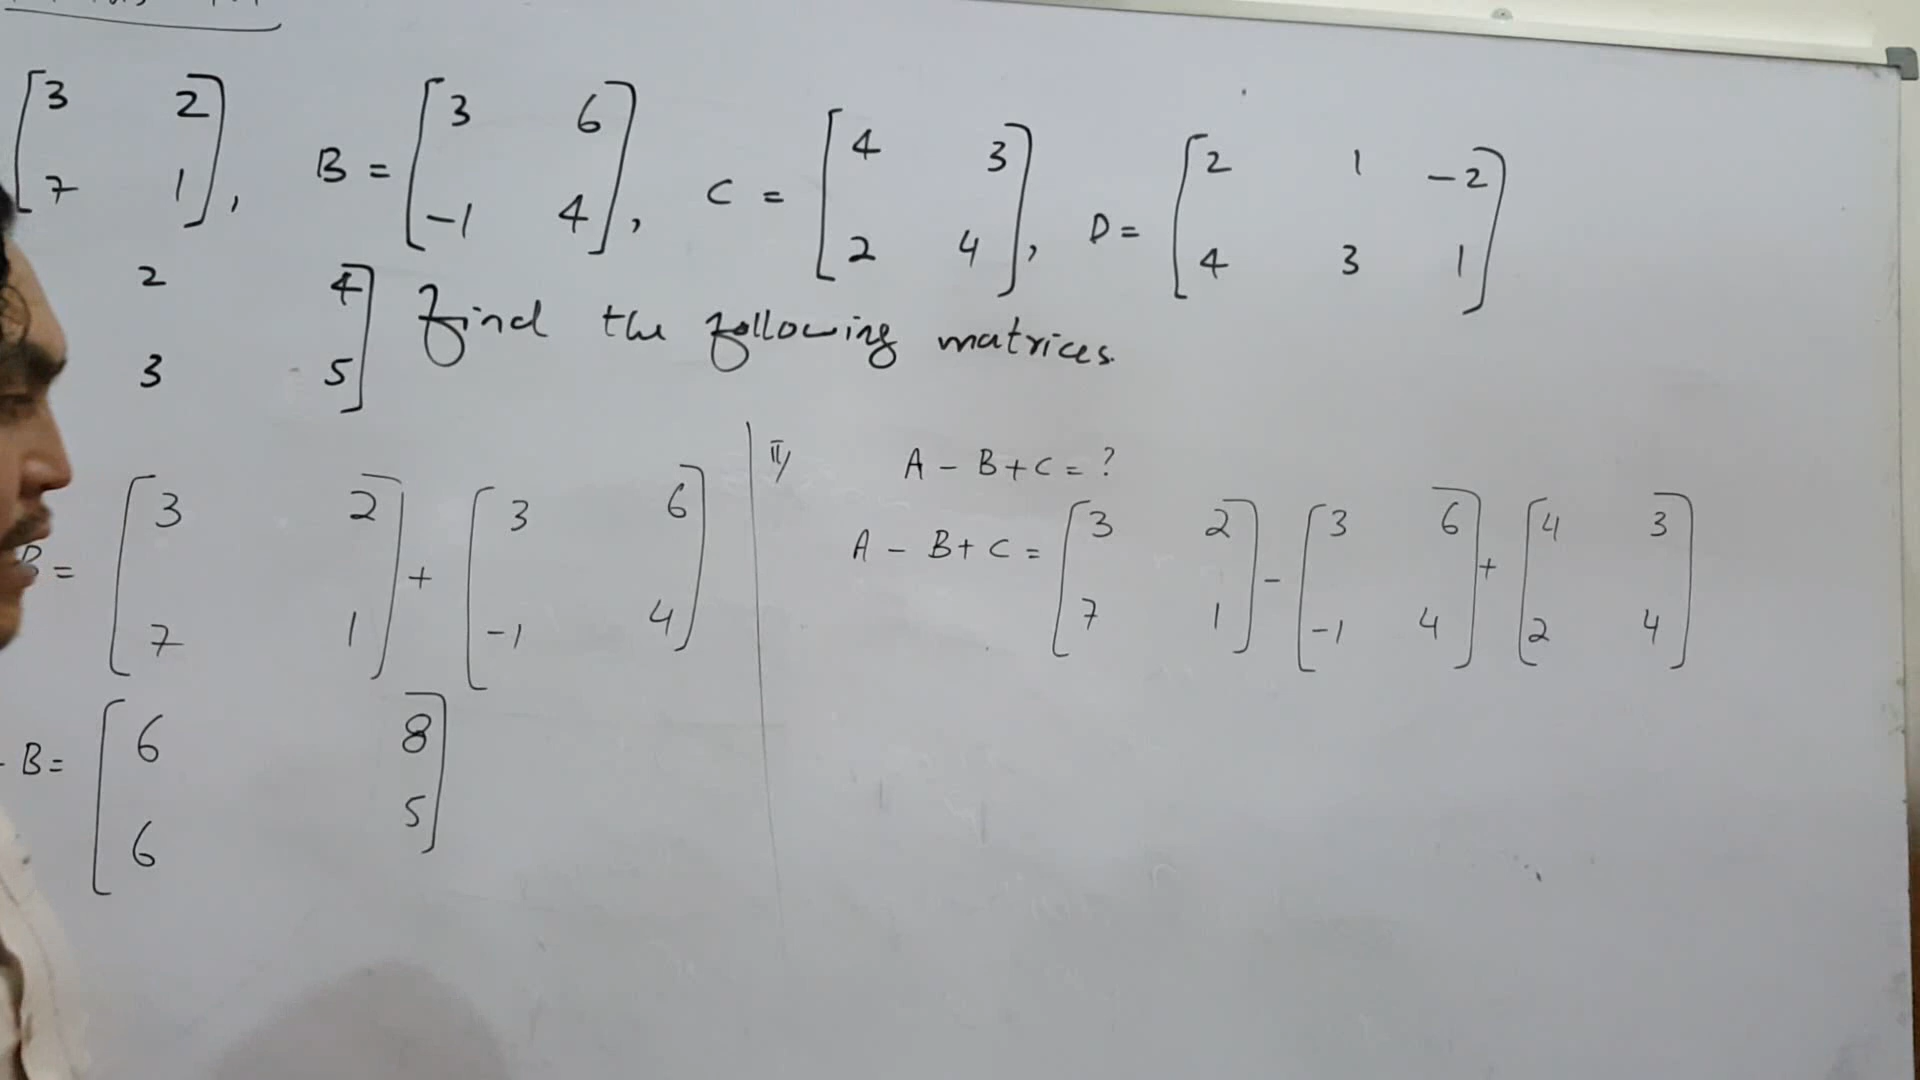 [3 2
7 1], B = [3 6
-1 4], C = [4 3
2 4], D = [2 1 -2
4 3 1]
2 4
3 5] Find the following matrices.
B = [3 2
7 1] + [3 6
-1 4]
B = [6 8
6 5]
ii/ A - B + C = ?
A - B + C = [3 2
7 1] - [3 6
-1 4] + [4 3
2 4]